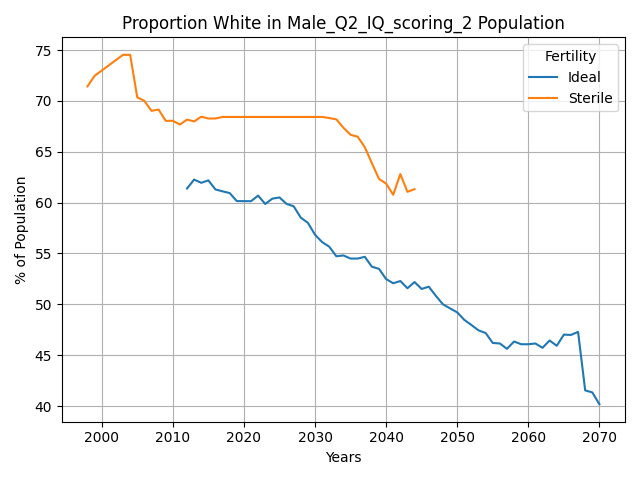 Proportion White in Male_Q2_IQ_scoring_2 Population
Fertility
Ideal
Sterile
% of Population
75
70
65
60
55
50
45
40
2000
2010
2020
2030
2040
2050
2060
2070
Years